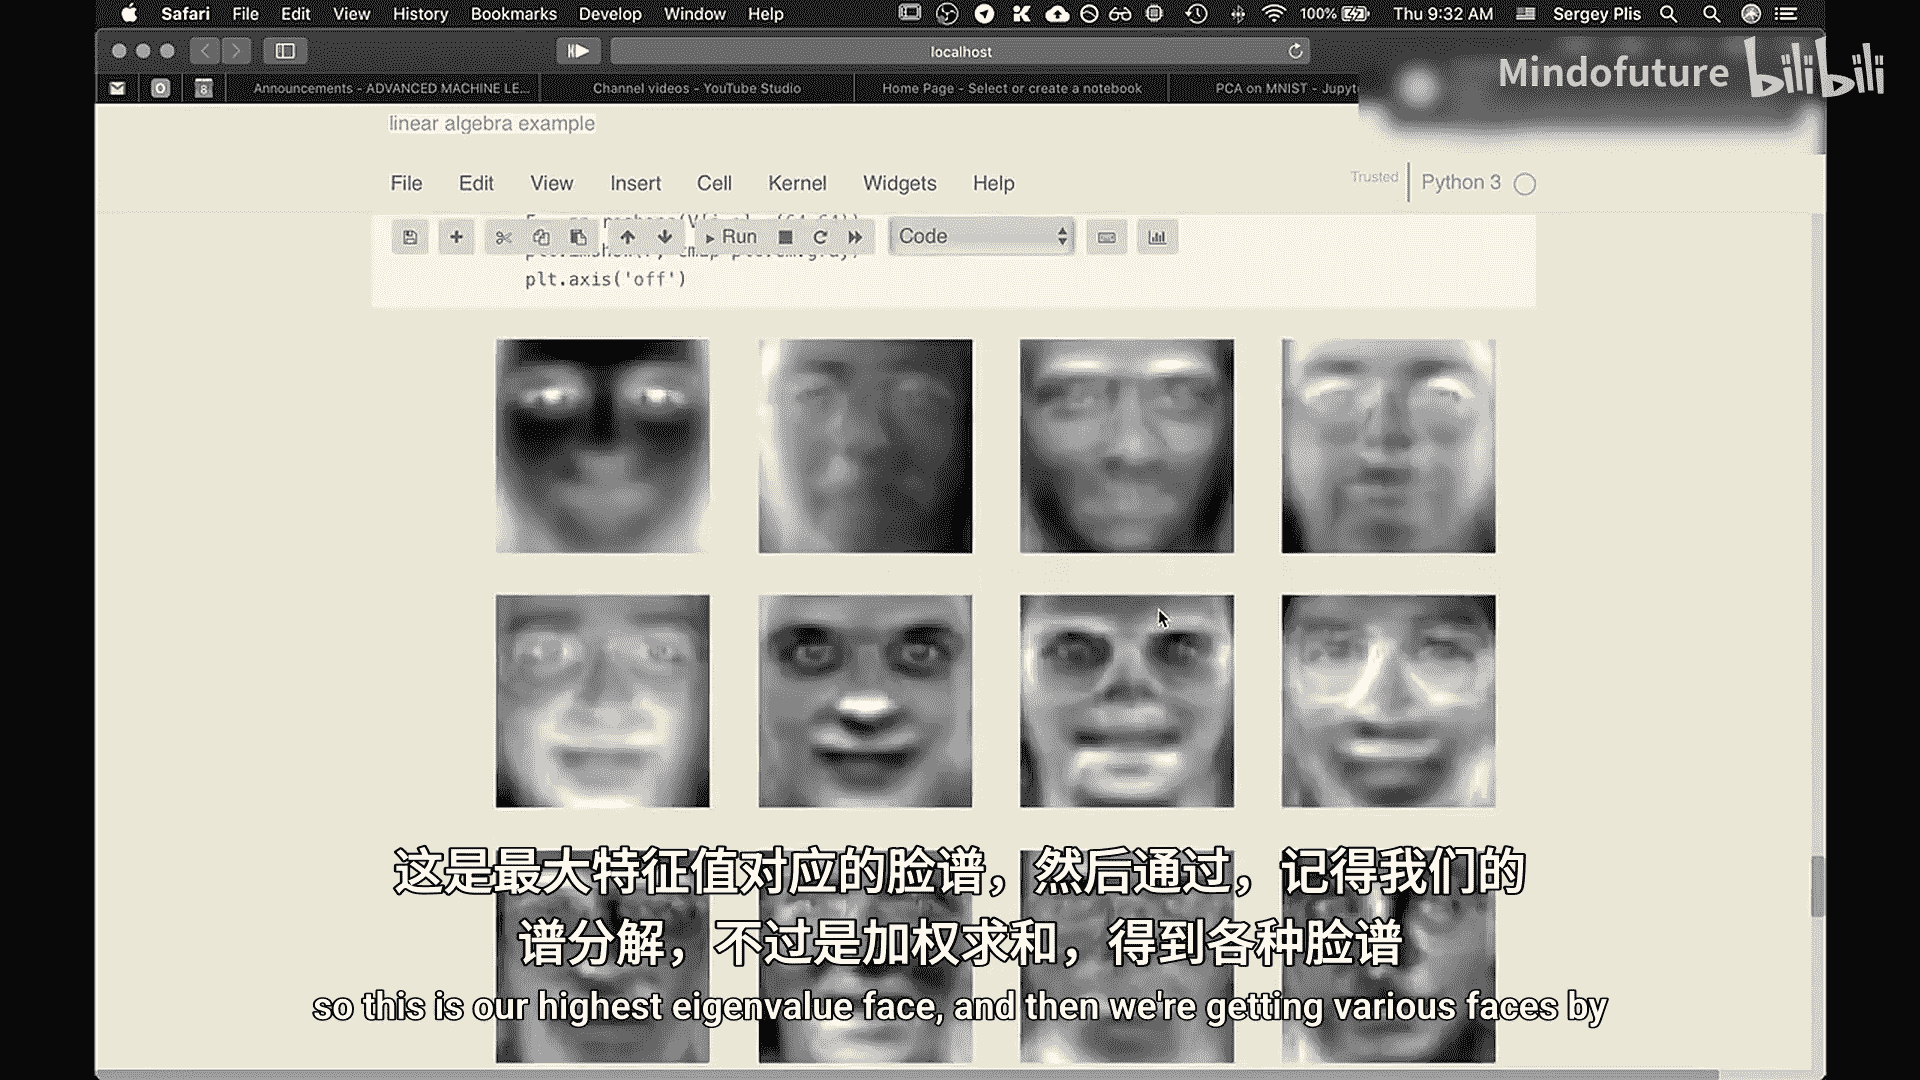 Safari File Edit View History Bookmarks Develop Window Help 100% Thu 9:32 AM Sergey Plis
localhost
Mindofuture bilibili
8 Announcements - ADVANCED MACHINE LE... Channel videos - YouTube Studio Home Page - Select or create a notebook PCA on MNIST - Jupyte
linear algebra example
File Edit View Insert Cell Kernel Widgets Help Trusted Python 3
Run Code
plt.axis('off')
这是最大特征值对应的脸谱，然后通过，记得我们的
谱分解，不过是加权求和，得到各种脸谱
so this is our highest eigenvalue face, and then we're getting various faces by